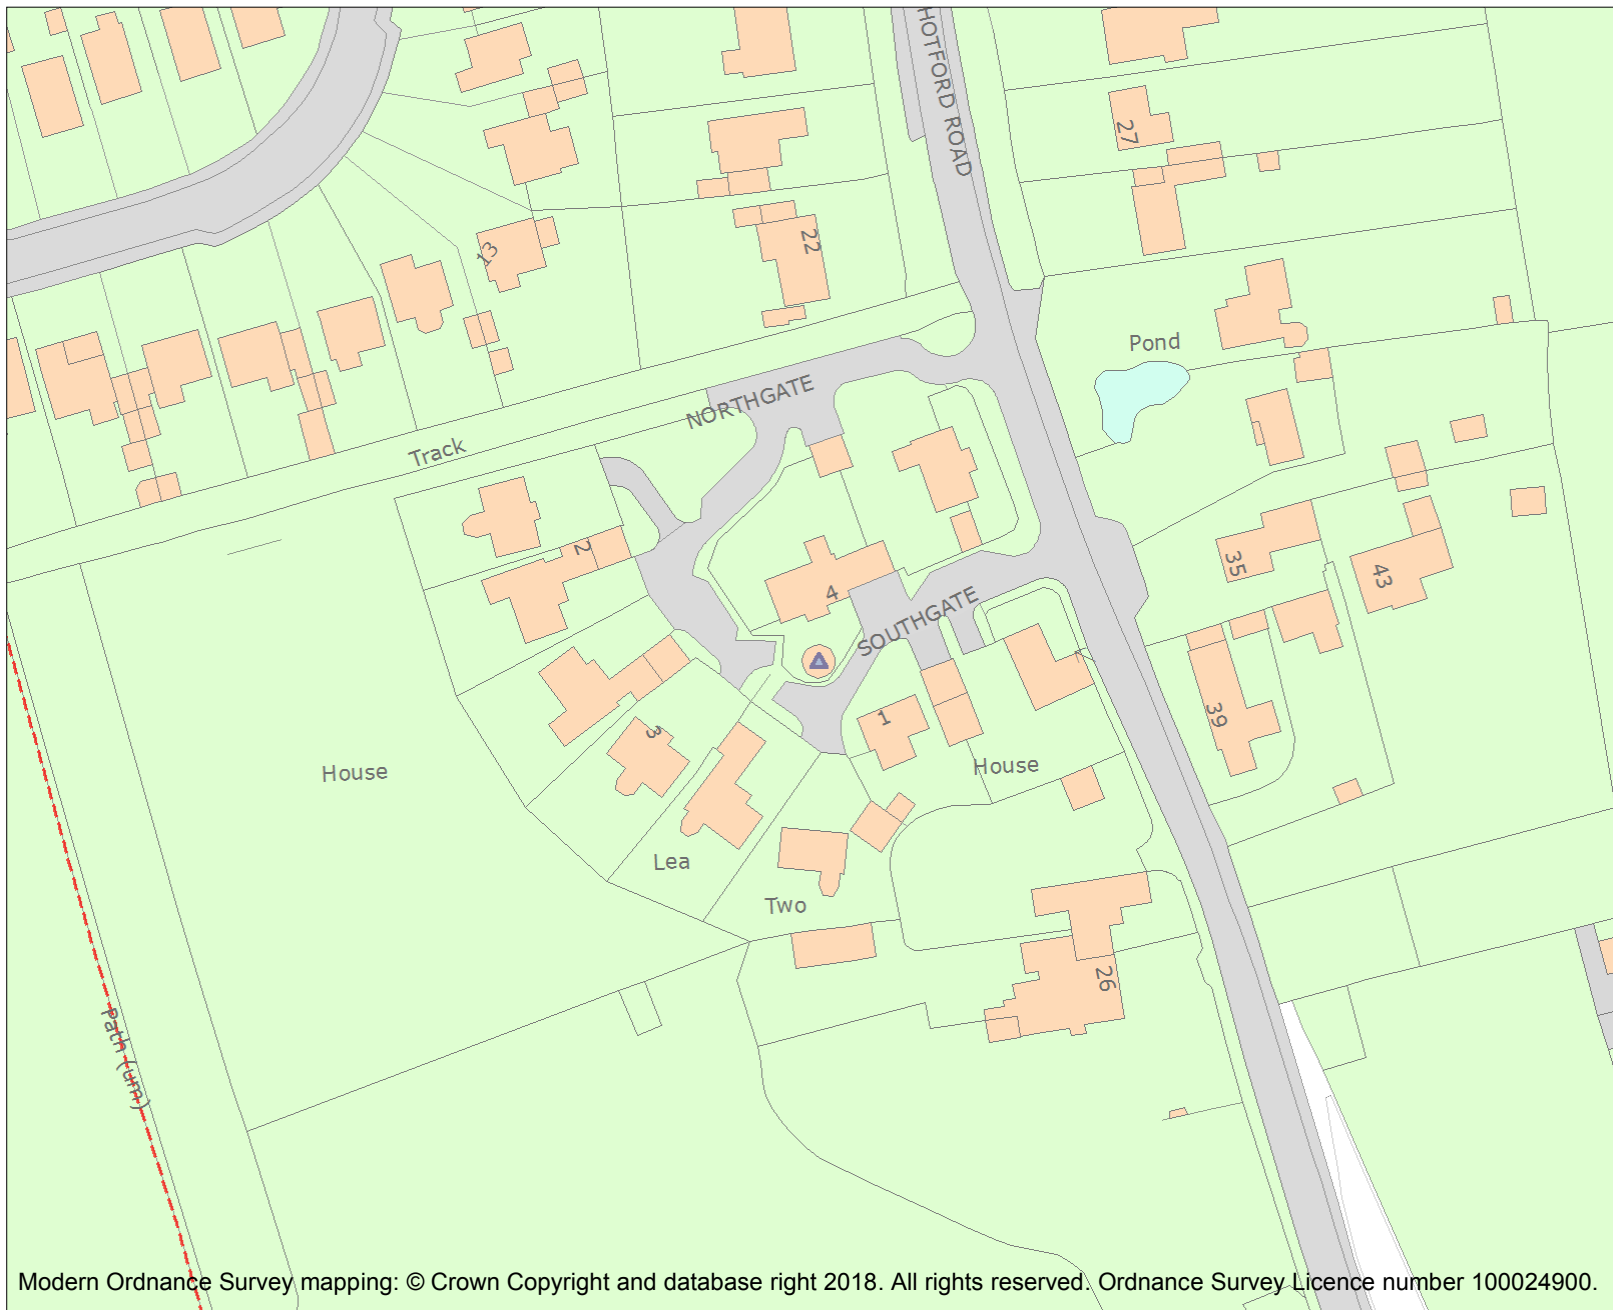 HOTFORD ROAD
27
22
13
Pond
NORTHGATE
Track
2
35
43
4
SOUTHGATE
39
1
3
House
House
Lea
Two
26
Path (um)
Modern Ordnance Survey mapping: © Crown Copyright and database right 2018. All rights reserved. Ordnance Survey Licence number 100024900.